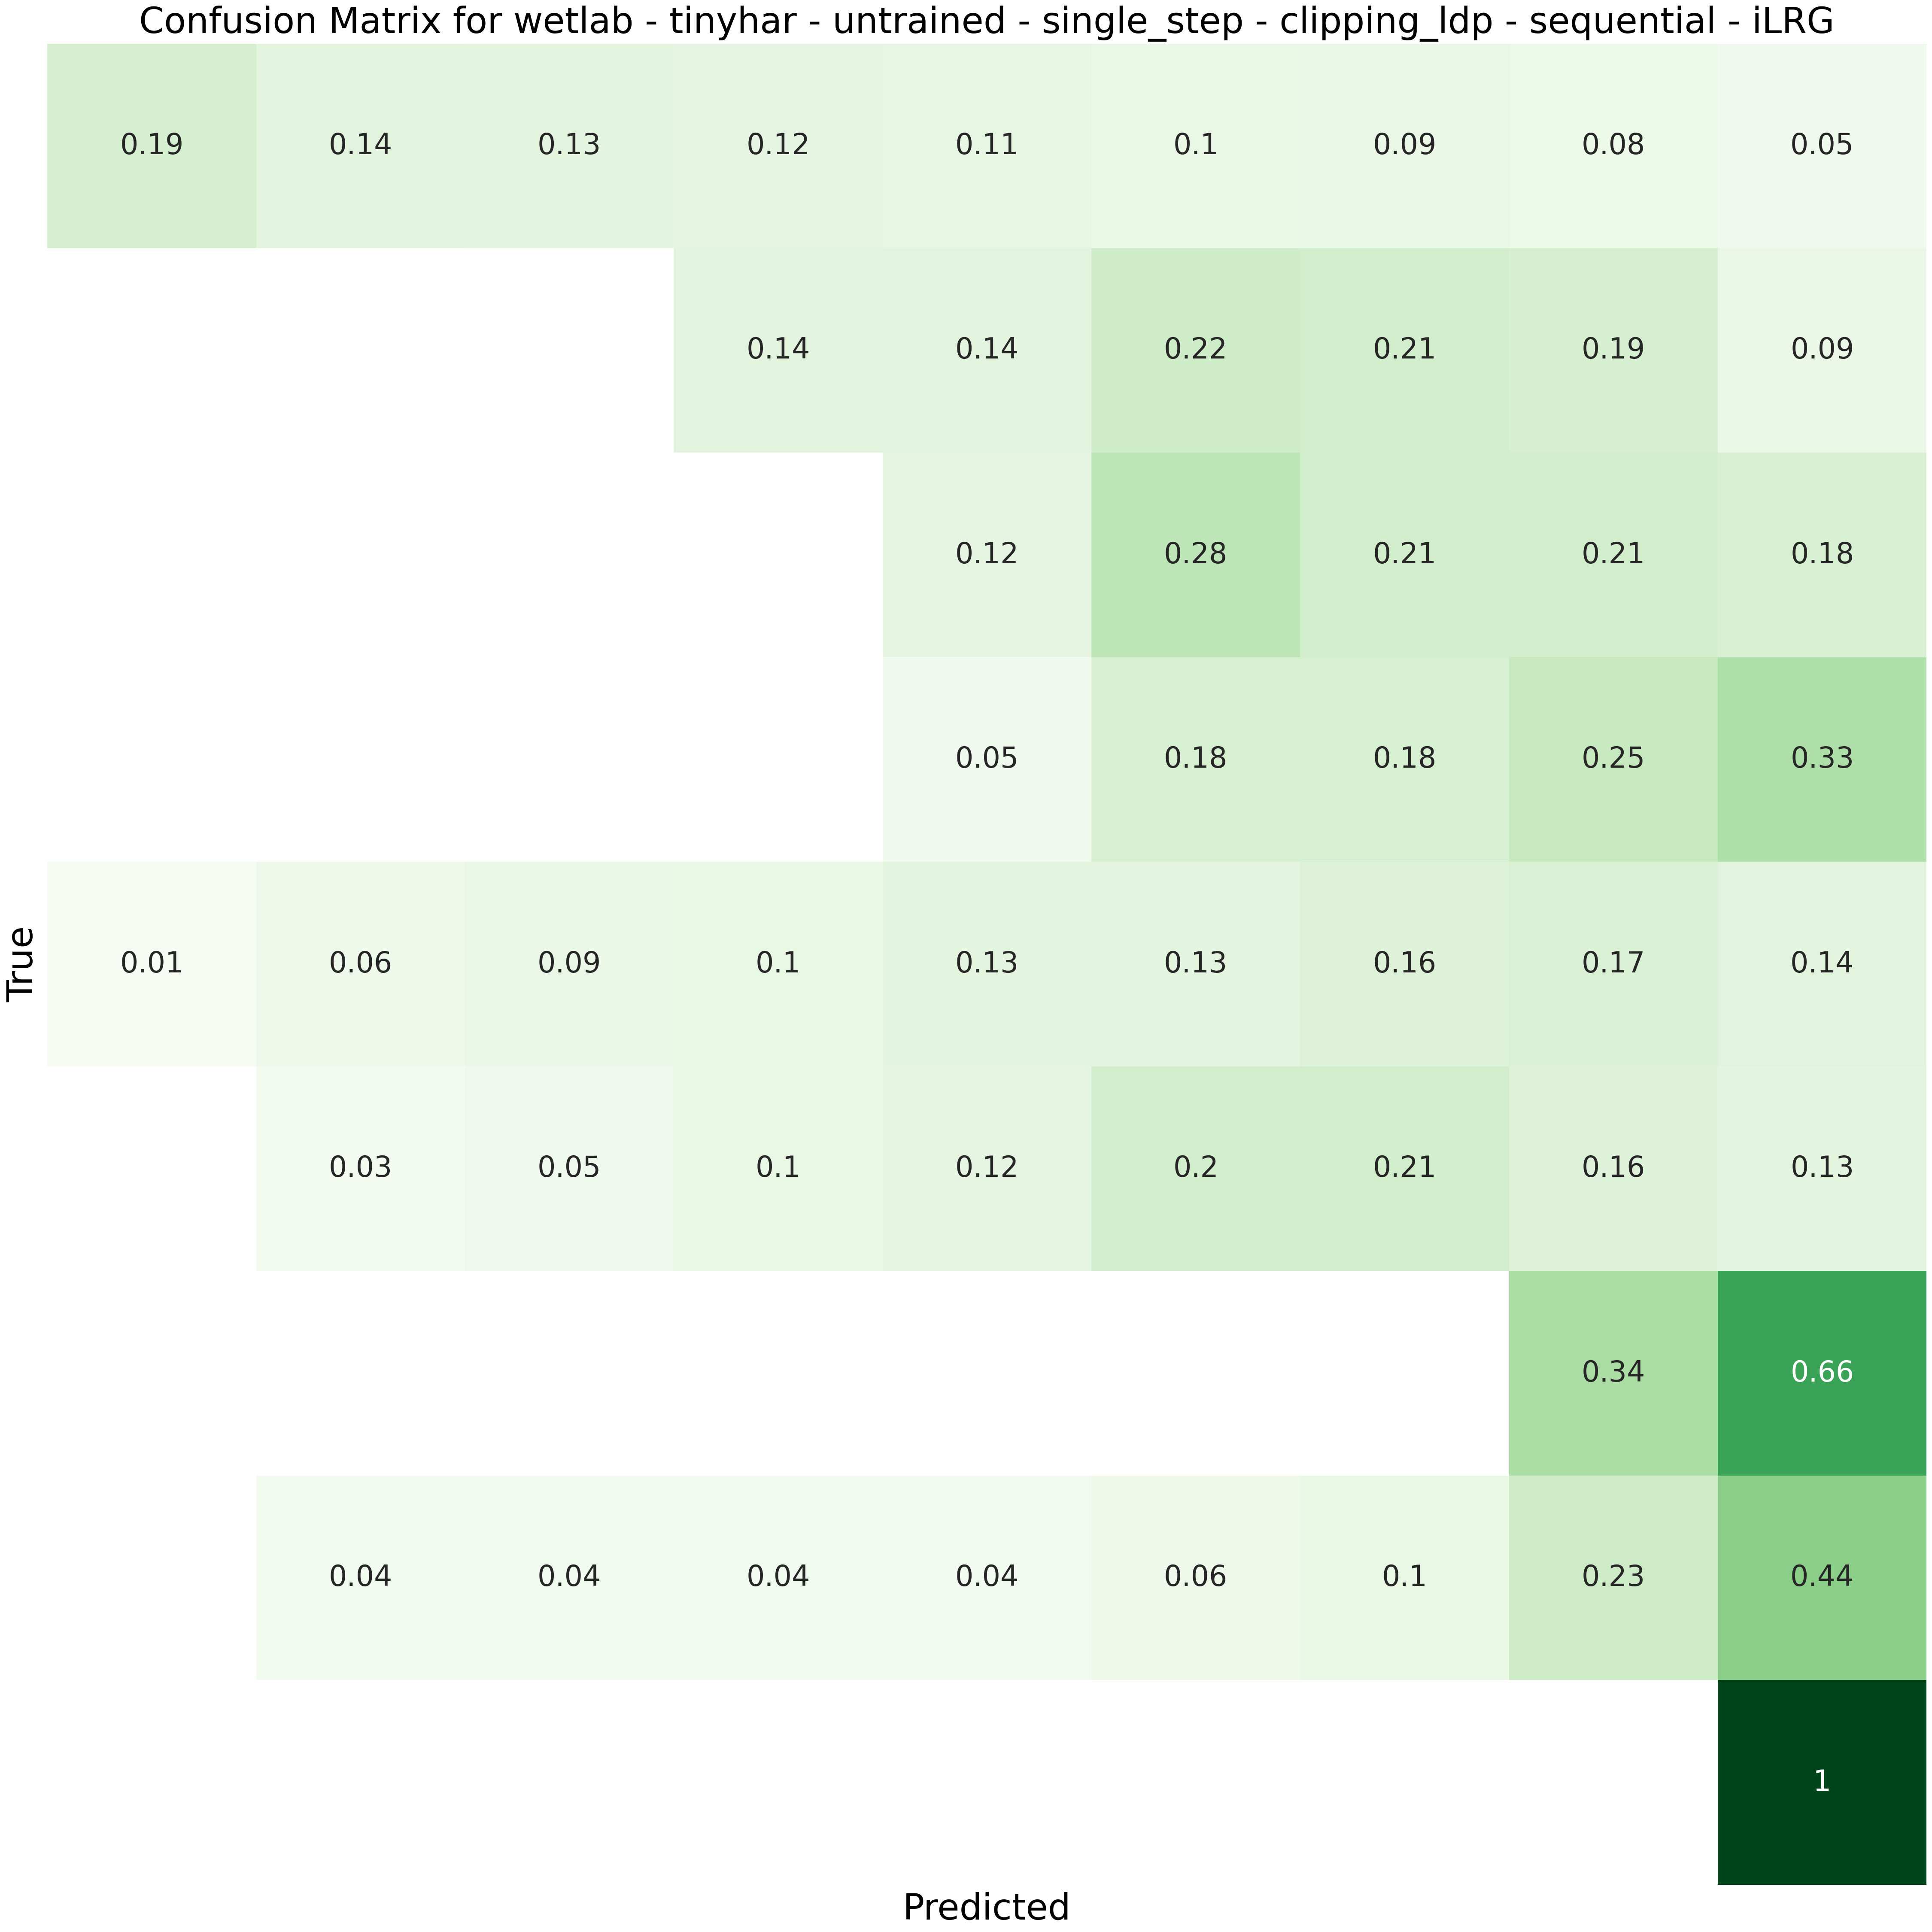 Confusion Matrix for wetlab - tinyhar - untrained - single_step - clipping_ldp - sequential - iLRG
0.19 0.14 0.13 0.12 0.11 0.1 0.09 0.08 0.05
0.14 0.14 0.22 0.21 0.19 0.09
0.12 0.28 0.21 0.21 0.18
0.05 0.18 0.18 0.25 0.33
True
0.01 0.06 0.09 0.1 0.13 0.13 0.16 0.17 0.14
0.03 0.05 0.1 0.12 0.2 0.21 0.16 0.13
0.34 0.66
0.04 0.04 0.04 0.04 0.06 0.1 0.23 0.44
1
Predicted